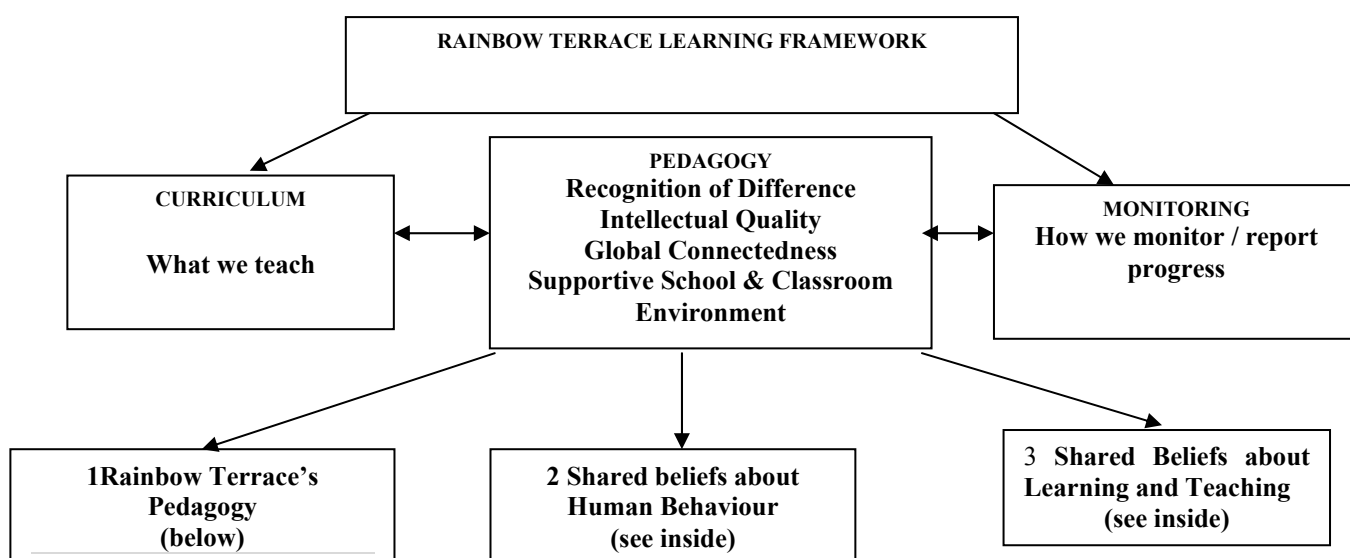 RAINBOW TERRACE LEARNING FRAMEWORK
CURRICULUM
What we teach
PEDAGOGY
Recognition of Difference
Intellectual Quality
Global Connectedness
Supportive School & Classroom
Environment
MONITORING
How we monitor / report
progress
1Rainbow Terrace's
Pedagogy
(below)
2 Shared beliefs about
Human Behaviour
(see inside)
3 Shared Beliefs about
Learning and Teaching
(see inside)